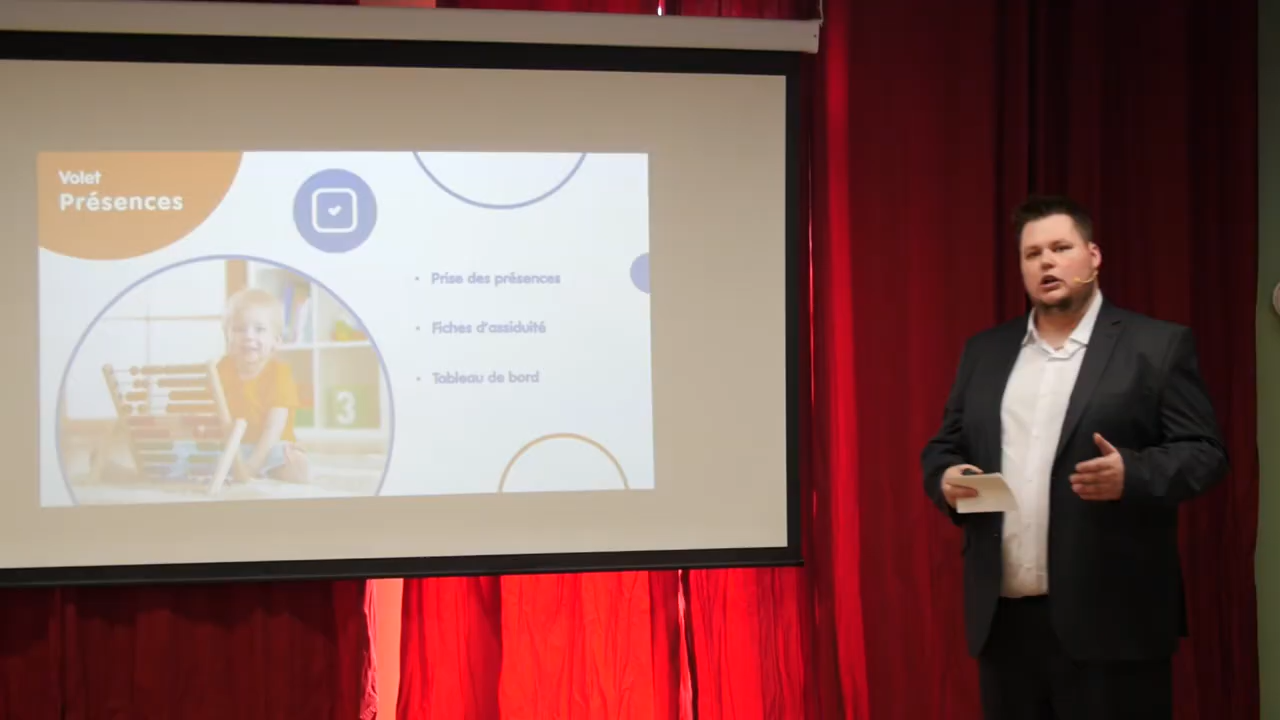 Volet
Présences
• Prise des présences
• Fiches d'assiduité
• Tableau de bord
3